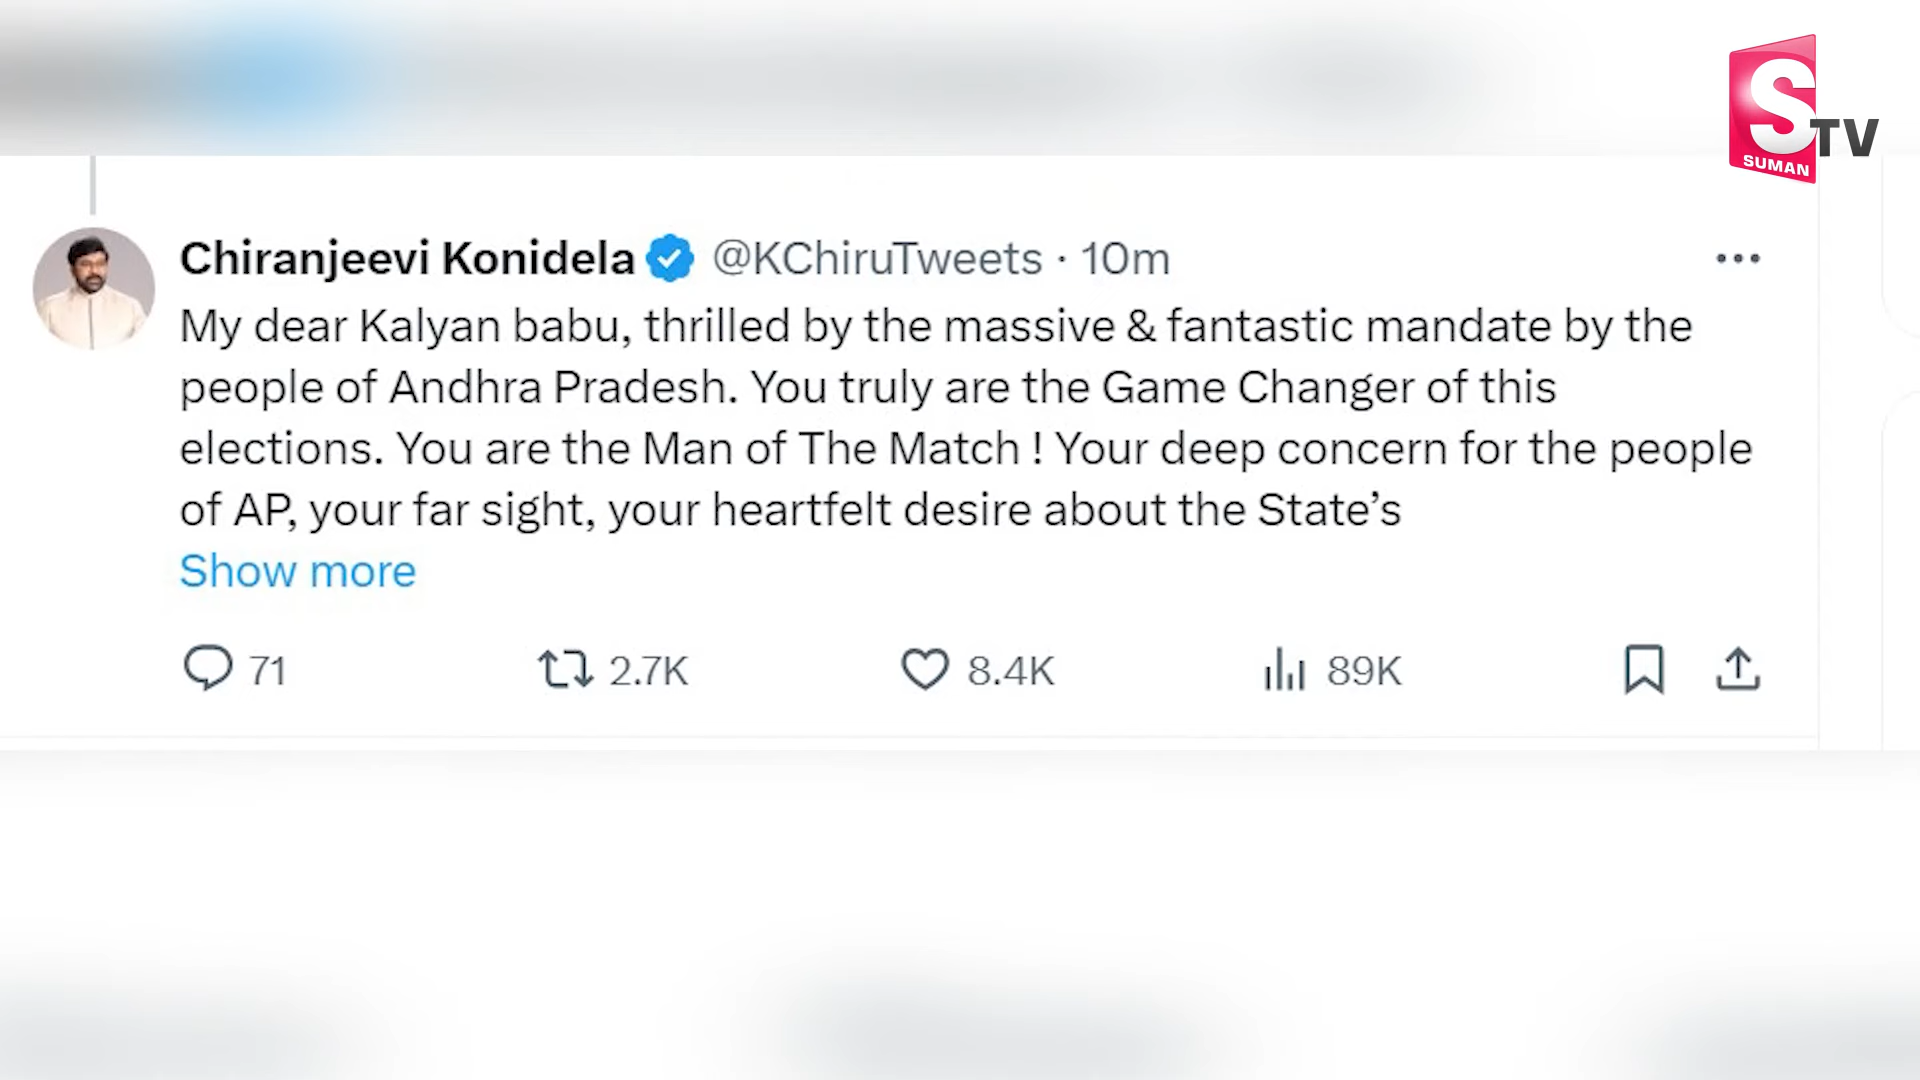 S
TV
SUMAN
Chiranjeevi Konidela @KChiruTweets · 10m
My dear Kalyan babu, thrilled by the massive & fantastic mandate by the
people of Andhra Pradesh. You truly are the Game Changer of this
elections. You are the Man of The Match ! Your deep concern for the people
of AP, your far sight, your heartfelt desire about the State’s
Show more
71 2.7K 8.4K 89K